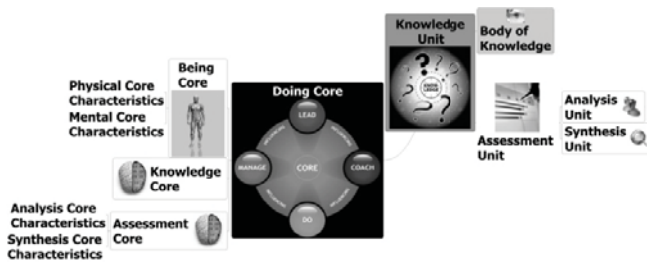 Being
Core
Physical Core
Characteristics
Mental Core
Characteristics
Knowledge
Core
Analysis Core
Characteristics
Synthesis Core
Characteristics
Assessment
Core
Doing Core
LEAD
MANAGE
CORE
COACH
DO
Knowledge
Unit
?
Body of
Knowledge
Assessment
Unit
Analysis
Unit
Synthesis
Unit